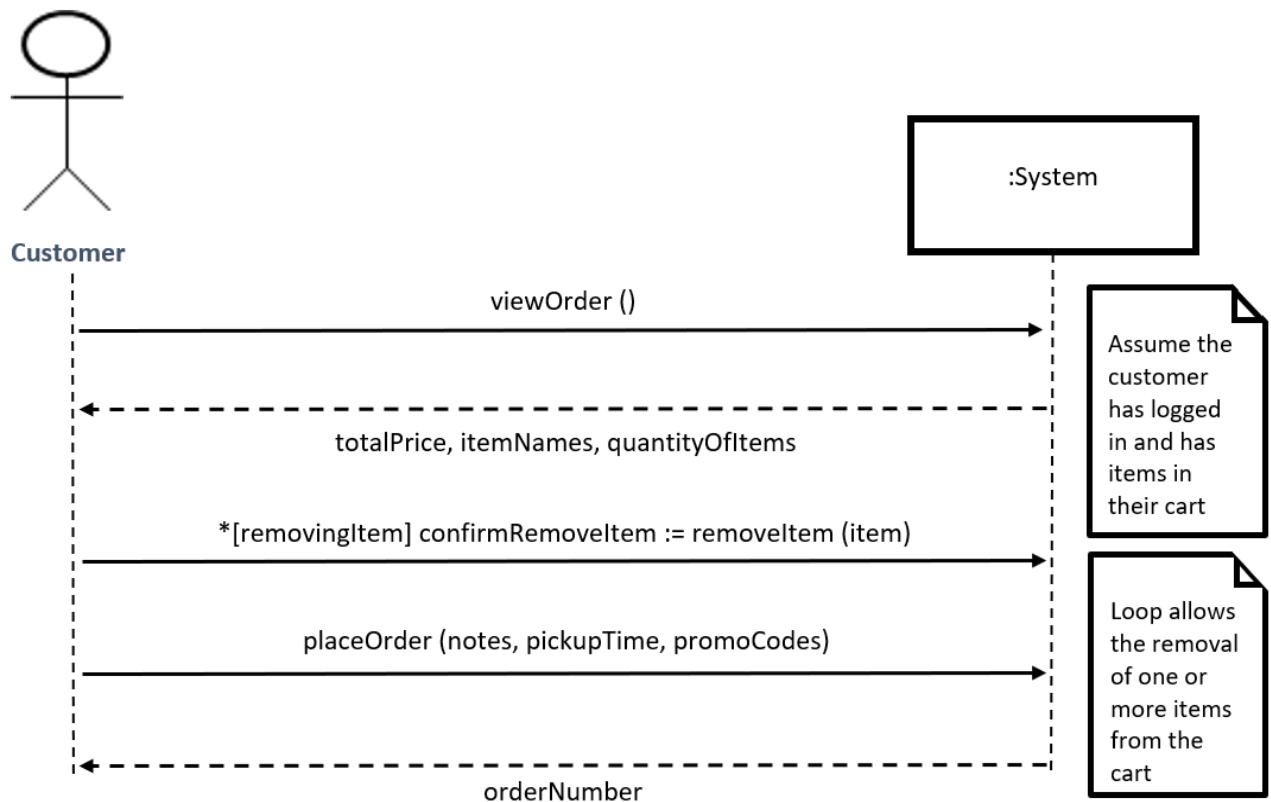 :System
Customer
viewOrder ()
Assume the
customer
has logged
in and has
items in
their cart
totalPrice, itemNames, quantityOfItems
*[removingItem] confirmRemoveItem := removeItem (item)
Loop allows
the removal
of one or
more items
from the
cart
placeOrder (notes, pickupTime, promoCodes)
orderNumber